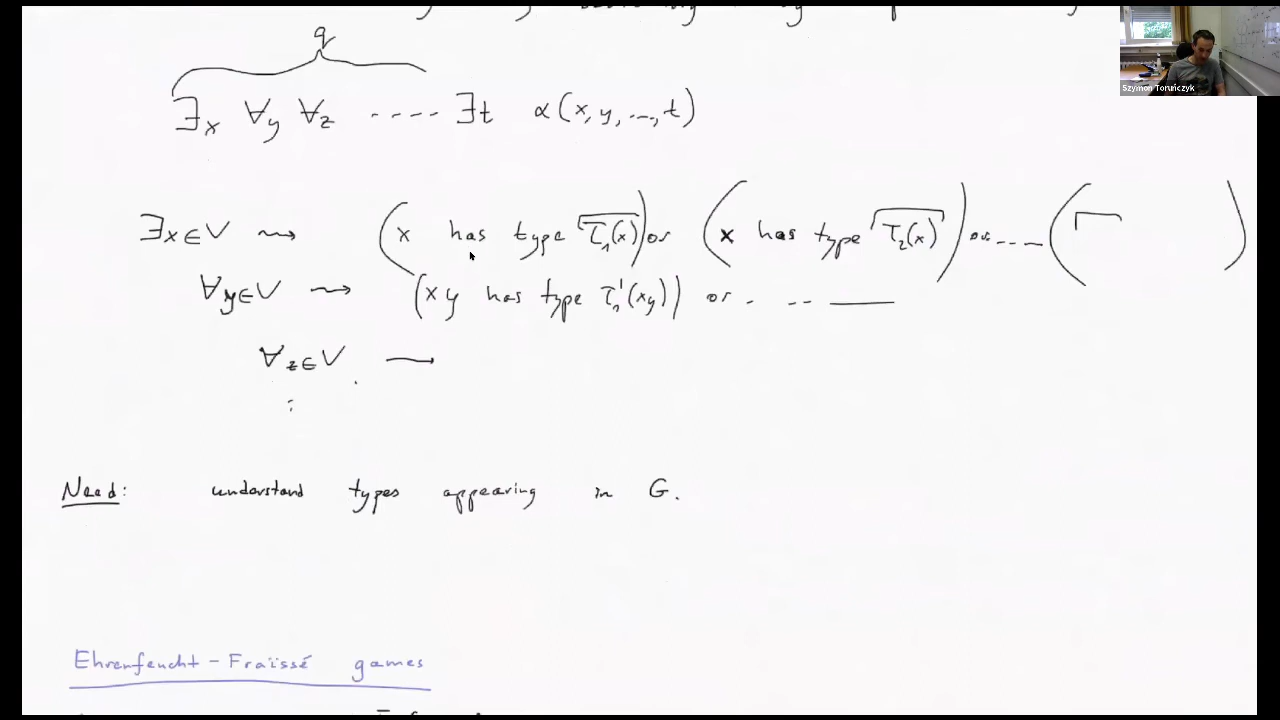 Szymon Toruńczyk
q
∃x ∀y ∀z ---- ∃t α(x, y, ..., t)
∃x∈V ⇝ (x has type τ₁(x)) or (x has type τ₂(x)) or ---- ( )
∀y∈V ⇝ (xy has type τ₁'(xy)) or - --
∀z∈V ⟶
Need: understand types appearing in G.
Ehrenfeucht-Fraïssé games